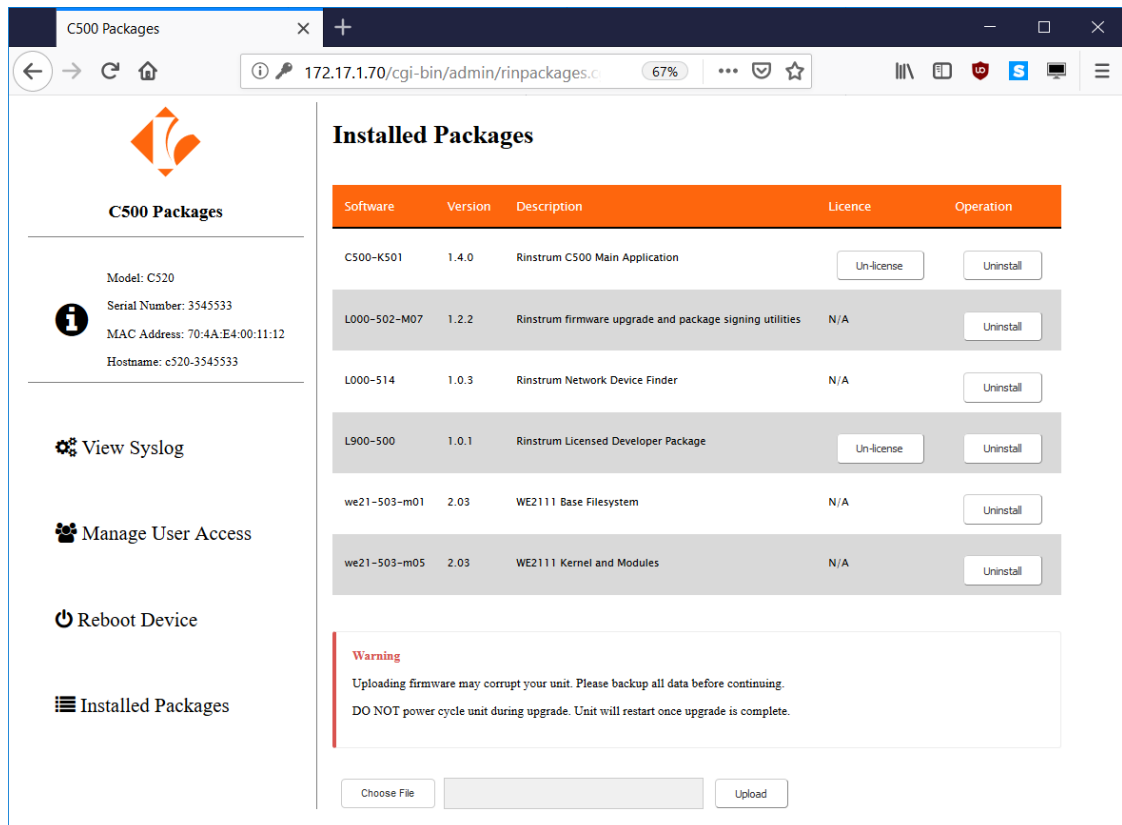 C500 Packages
172.17.1.70/cgi-bin/admin/rinpackages.c
67%
C500 Packages
Model: C520
Serial Number: 3545533
MAC Address: 70:4A:E4:00:11:12
Hostname: c520-3545533
View Syslog
Manage User Access
Reboot Device
Installed Packages
Installed Packages
Software Version Description Licence Operation
C500-K501 1.4.0 Rinstrum C500 Main Application Un-license Uninstall
L000-502-M07 1.2.2 Rinstrum firmware upgrade and package signing utilities N/A Uninstall
L000-514 1.0.3 Rinstrum Network Device Finder N/A Uninstall
L900-500 1.0.1 Rinstrum Licensed Developer Package Un-license Uninstall
we21-503-m01 2.03 WE2111 Base Filesystem N/A Uninstall
we21-503-m05 2.03 WE2111 Kernel and Modules N/A Uninstall
Warning
Uploading firmware may corrupt your unit. Please backup all data before continuing.
DO NOT power cycle unit during upgrade. Unit will restart once upgrade is complete.
Choose File Upload